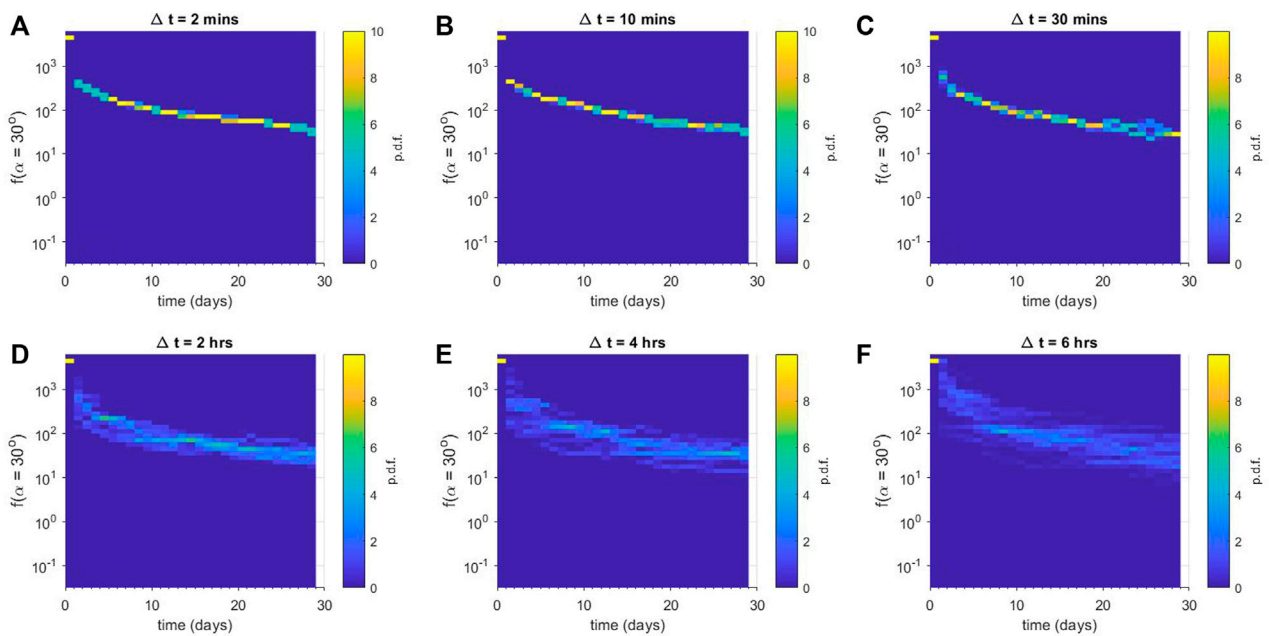 A
Δ t = 2 mins
f(α = 30°)
10³
10²
10¹
10⁰
10⁻¹
0 10 20 30
time (days)
10
8
6
4
2
0
p.d.f.
B
Δ t = 10 mins
f(α = 30°)
10³
10²
10¹
10⁰
10⁻¹
0 10 20 30
time (days)
10
8
6
4
2
0
p.d.f.
C
Δ t = 30 mins
f(α = 30°)
10³
10²
10¹
10⁰
10⁻¹
0 10 20 30
time (days)
8
6
4
2
0
p.d.f.
D
Δ t = 2 hrs
f(α = 30°)
10³
10²
10¹
10⁰
10⁻¹
0 10 20 30
time (days)
8
6
4
2
0
p.d.f.
E
Δ t = 4 hrs
f(α = 30°)
10³
10²
10¹
10⁰
10⁻¹
0 10 20 30
time (days)
8
6
4
2
0
p.d.f.
F
Δ t = 6 hrs
f(α = 30°)
10³
10²
10¹
10⁰
10⁻¹
0 10 20 30
time (days)
8
6
4
2
0
p.d.f.